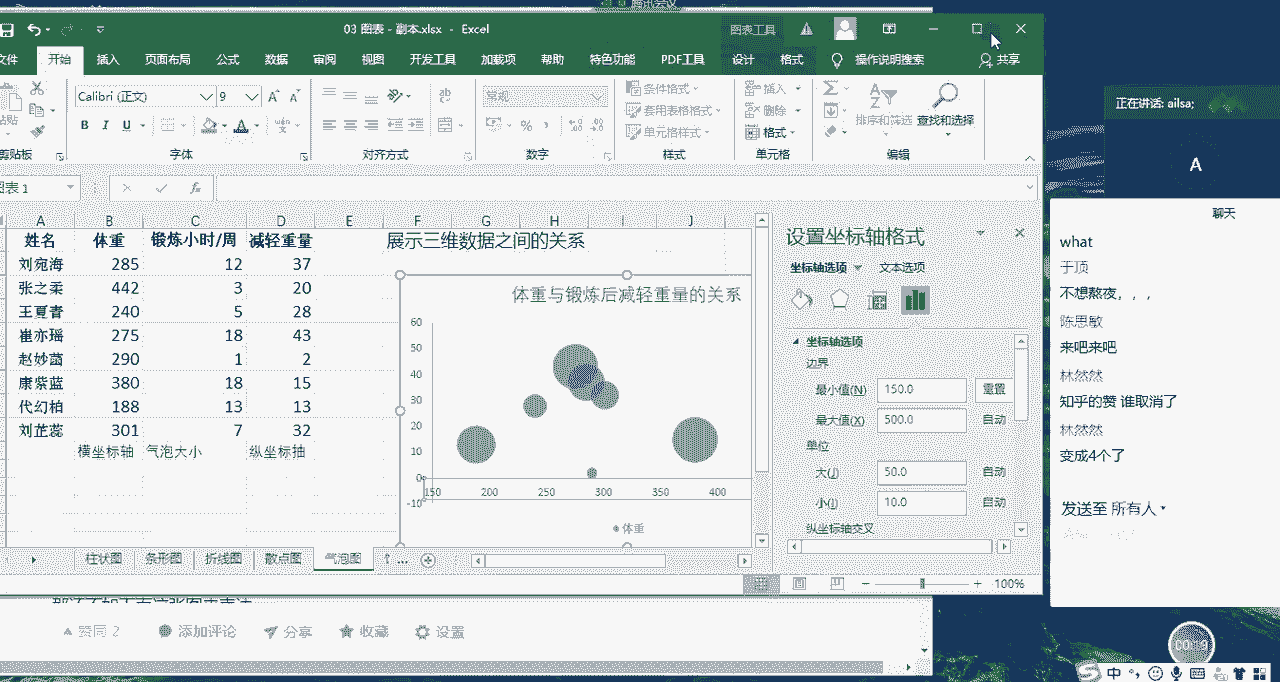 腾讯会议
03 图表 - 副本.xlsx - Excel
图表工具
文件 开始 插入 页面布局 公式 数据 审阅 视图 开发工具 加载项 帮助 特色功能 PDF工具 设计 格式 操作说明搜索 共享
Calibri (正文) 9
常规
条件格式
套用表格格式
单元格样式
插入
删除
格式
排序和筛选 查找和选择
B I U
粘贴
剪贴板 字体 对齐方式 数字 样式 单元格 编辑
图表 1
A B C D E F G H I J
姓名 体重 锻炼小时/周 减轻重量
刘宛海 285 12 37
张之柔 442 3 20
王夏青 240 5 28
崔亦瑶 275 18 43
赵妙菡 290 1 2
康紫蓝 380 18 15
代幻柏 188 13 13
刘芷蕊 301 7 32
横坐标轴 气泡大小 纵坐标轴
展示三维数据之间的关系
体重与锻炼后减轻重量的关系
60
50
40
30
20
10
0
-10
150 200 250 300 350 400
体重
设置坐标轴格式
坐标轴选项 文本选项
坐标轴选项
边界
最小值(N) 150.0 重置
最大值(X) 500.0 自动
单位
大(J) 50.0 自动
小(I) 10.0 自动
纵坐标轴交叉
柱状图 条形图 折线图 散点图 气泡图
100%
赞同 2 添加评论 分享 收藏 设置
正在讲话: ailsa;
A
聊天
what
于顶
不想熬夜，，，
陈思敏
来吧来吧
林然然
知乎的赞 谁取消了
林然然
变成4个了
发送至 所有人
中